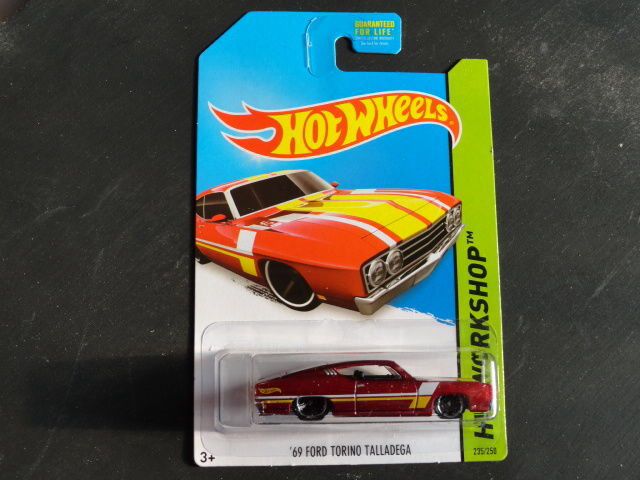 GUARANTEED
FOR LIFE
HOT WHEELS
HW WORKSHOP™
'69 FORD TORINO TALLADEGA
3+
235/250